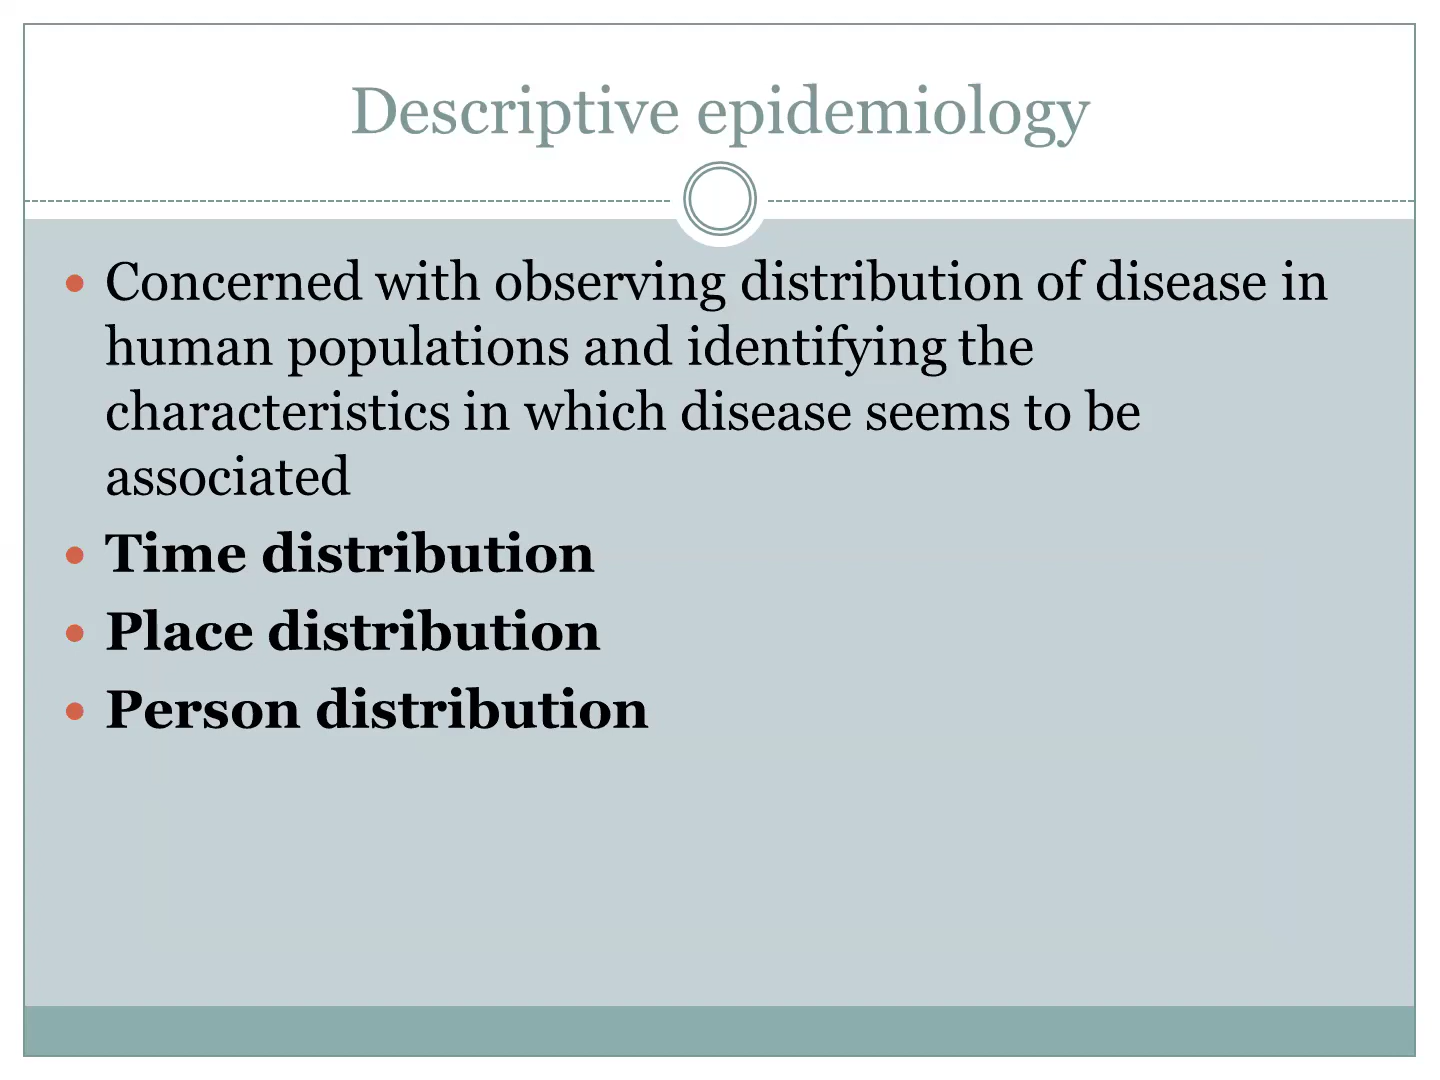 Descriptive epidemiology
• Concerned with observing distribution of disease in
human populations and identifying the
characteristics in which disease seems to be
associated
• Time distribution
• Place distribution
• Person distribution